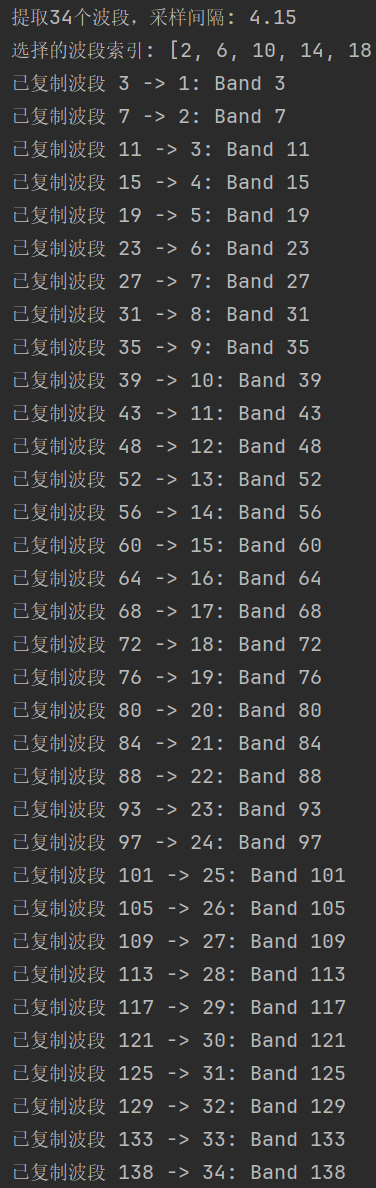 提取34个波段，采样间隔: 4.15
选择的波段索引: [2, 6, 10, 14, 18
已复制波段 3 -> 1: Band 3
已复制波段 7 -> 2: Band 7
已复制波段 11 -> 3: Band 11
已复制波段 15 -> 4: Band 15
已复制波段 19 -> 5: Band 19
已复制波段 23 -> 6: Band 23
已复制波段 27 -> 7: Band 27
已复制波段 31 -> 8: Band 31
已复制波段 35 -> 9: Band 35
已复制波段 39 -> 10: Band 39
已复制波段 43 -> 11: Band 43
已复制波段 48 -> 12: Band 48
已复制波段 52 -> 13: Band 52
已复制波段 56 -> 14: Band 56
已复制波段 60 -> 15: Band 60
已复制波段 64 -> 16: Band 64
已复制波段 68 -> 17: Band 68
已复制波段 72 -> 18: Band 72
已复制波段 76 -> 19: Band 76
已复制波段 80 -> 20: Band 80
已复制波段 84 -> 21: Band 84
已复制波段 88 -> 22: Band 88
已复制波段 93 -> 23: Band 93
已复制波段 97 -> 24: Band 97
已复制波段 101 -> 25: Band 101
已复制波段 105 -> 26: Band 105
已复制波段 109 -> 27: Band 109
已复制波段 113 -> 28: Band 113
已复制波段 117 -> 29: Band 117
已复制波段 121 -> 30: Band 121
已复制波段 125 -> 31: Band 125
已复制波段 129 -> 32: Band 129
已复制波段 133 -> 33: Band 133
已复制波段 138 -> 34: Band 138